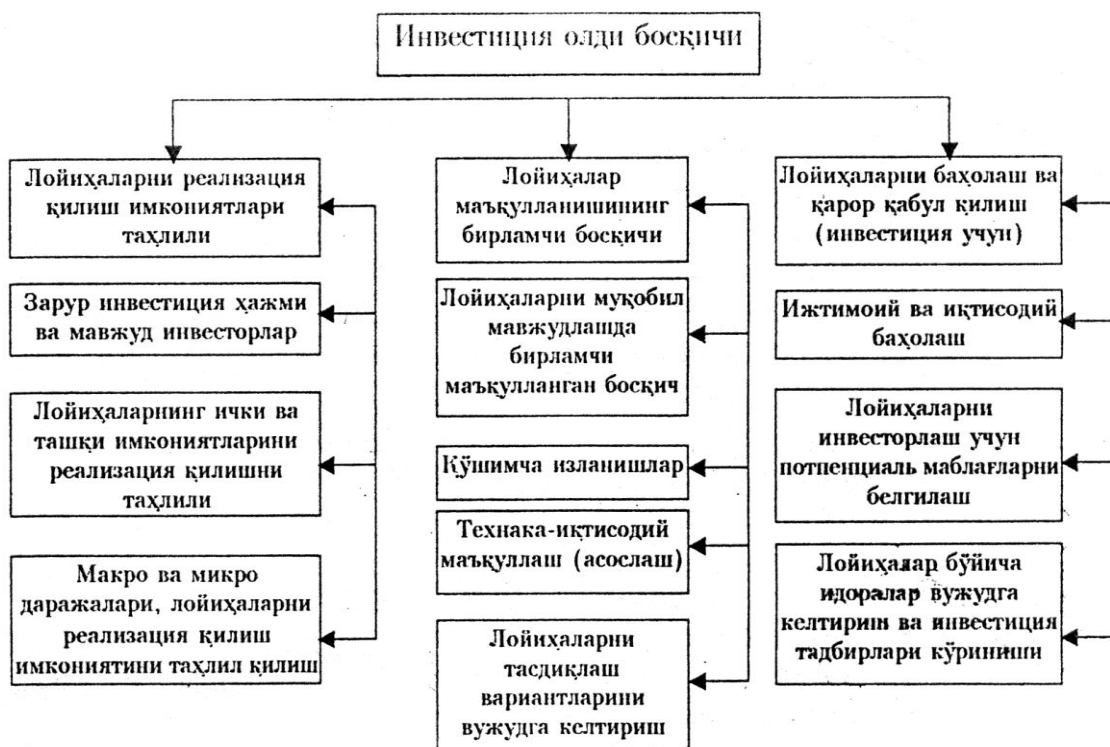 Инвестиция олди босқичи
Лойиҳаларни реализация
қилиш имкониятлари
таҳлили
Зарур инвестиция ҳажми
ва мавжуд инвесторлар
Лойиҳаларнинг ички ва
ташқи имкониятларини
реализация қилишни
таҳлили
Макро ва микро
даражалари, лойиҳаларни
реализация қилиш
имкониятини таҳлил қилиш
Лойиҳалар
маъқулланишининг
бирламчи босқичи
Лойиҳаларни муқобил
мавжудлашда
бирламчи
маъқулланган босқич
Қўшимча изланишлар
Технака-иқтисодий
маъқуллаш (асослаш)
Лойиҳаларни
тасдиқлаш
вариантларини
вужудга келтириш
Лойиҳаларни баҳолаш ва
қарор қабул қилиш
(инвестиция учун)
Ижтимоий ва иқтисодий
баҳолаш
Лойиҳаларни
инвесторлаш учун
потпенциаль маблағларни
белгилаш
Лойиҳалар бўйича
идоралар вужудга
келтириш ва инвестиция
тадбирлари кўриниши